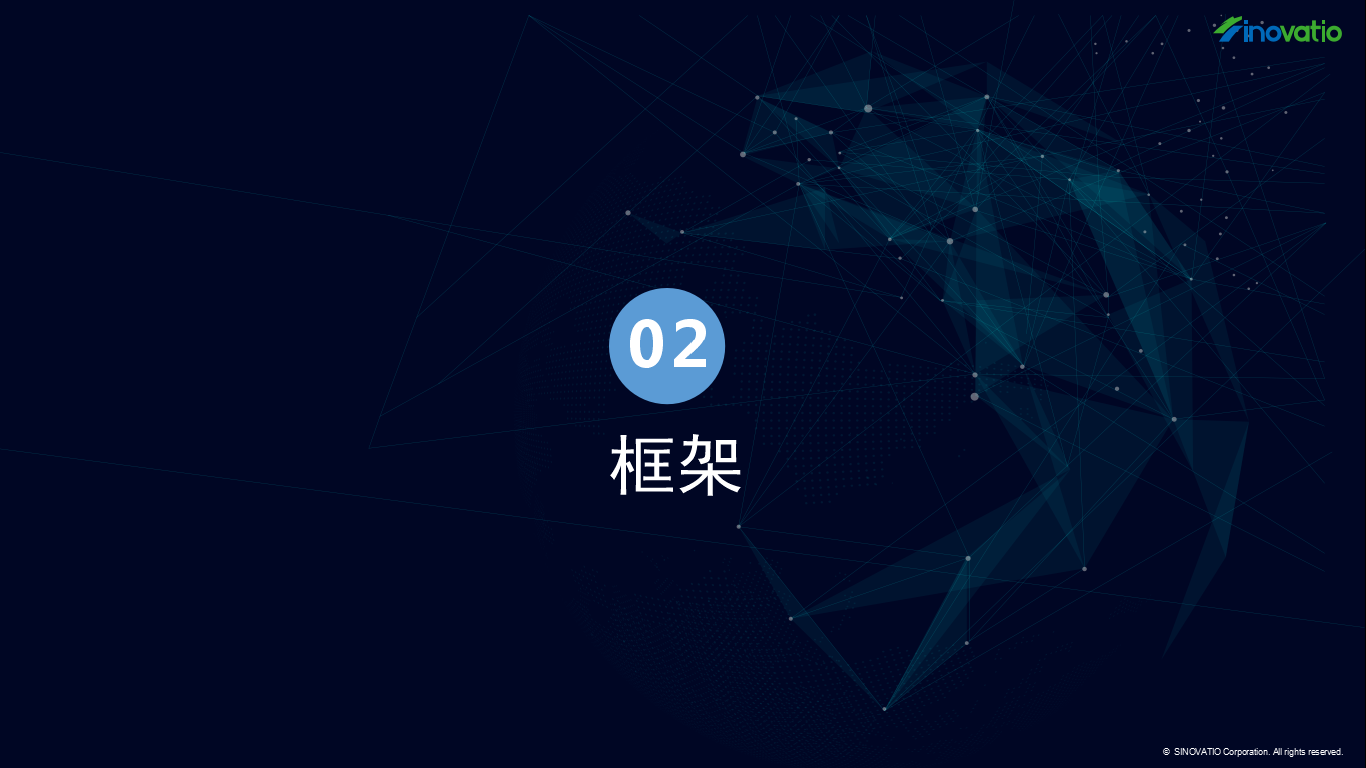 Sinovatio
02
框架
© SINOVATIO Corporation. All rights reserved.